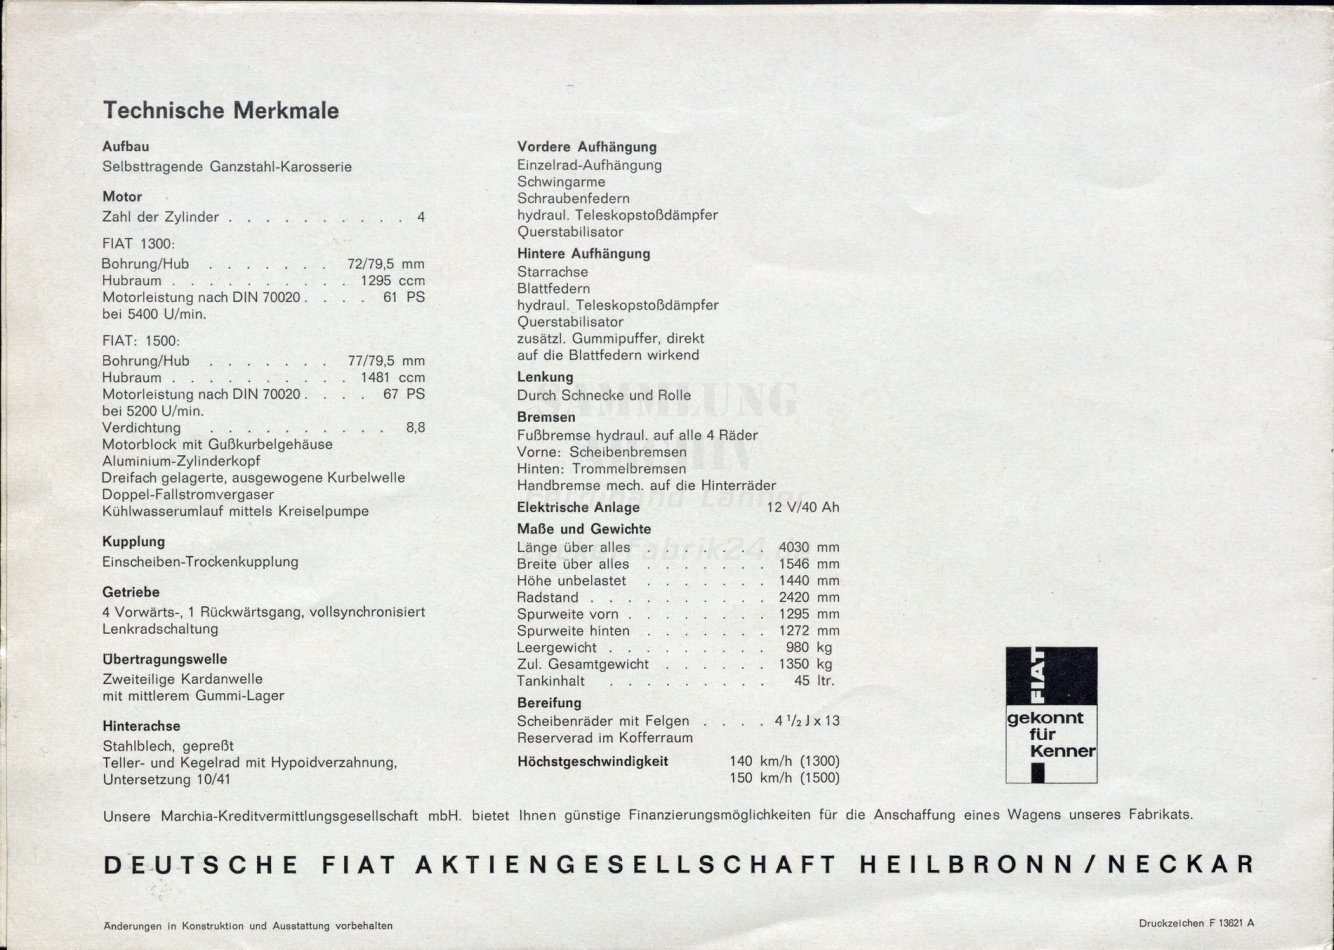 Technische Merkmale
Aufbau
Selbsttragende Ganzstahl-Karosserie
Motor
Zahl der Zylinder . . . . . . . . . . 4
FIAT 1300:
Bohrung/Hub . . . . . . . 72/79,5 mm
Hubraum . . . . . . . . . . 1295 ccm
Motorleistung nach DIN 70020 . . . . 61 PS
bei 5400 U/min.
FIAT: 1500:
Bohrung/Hub . . . . . . . 77/79,5 mm
Hubraum . . . . . . . . . . 1481 ccm
Motorleistung nach DIN 70020 . . . . 67 PS
bei 5200 U/min.
Verdichtung . . . . . . . . . . 8,8
Motorblock mit Gußkurbelgehäuse
Aluminium-Zylinderkopf
Dreifach gelagerte, ausgewogene Kurbelwelle
Doppel-Fallstromvergaser
Kühlwasserumlauf mittels Kreiselpumpe
Kupplung
Einscheiben-Trockenkupplung
Getriebe
4 Vorwärts-, 1 Rückwärtsgang, vollsynchronisiert
Lenkradschaltung
Übertragungswelle
Zweiteilige Kardanwelle
mit mittlerem Gummi-Lager
Hinterachse
Stahlblech, gepreßt
Teller- und Kegelrad mit Hypoidverzahnung,
Untersetzung 10/41
Vordere Aufhängung
Einzelrad-Aufhängung
Schwingarme
Schraubenfedern
hydraul. Teleskopstoßdämpfer
Querstabilisator
Hintere Aufhängung
Starrachse
Blattfedern
hydraul. Teleskopstoßdämpfer
Querstabilisator
zusätzl. Gummipuffer, direkt
auf die Blattfedern wirkend
Lenkung
Durch Schnecke und Rolle
SAMMLUNG
Bremsen
Fußbremse hydraul. auf alle 4 Räder
Vorne: Scheibenbremsen
Hinten: Trommelbremsen
Handbremse mech. auf die Hinterräder
Elektrische Anlage 12 V/40 Ah
Maße und Gewichte
Länge über alles . . . . . . . 4030 mm
Breite über alles . . . . . . . 1546 mm
Höhe unbelastet . . . . . . . 1440 mm
Radstand . . . . . . . . . . 2420 mm
Spurweite vorn . . . . . . . . 1295 mm
Spurweite hinten . . . . . . . 1272 mm
Leergewicht . . . . . . . . . 980 kg
Zul. Gesamtgewicht . . . . . . 1350 kg
Tankinhalt . . . . . . . . . 45 ltr.
Bereifung
Scheibenräder mit Felgen . . . . 4 1/2 J x 13
Reserverad im Kofferraum
Höchstgeschwindigkeit 140 km/h (1300)
150 km/h (1500)
FIAT
gekonnt
für
Kenner
Unsere Marchia-Kreditvermittlungsgesellschaft mbH. bietet Ihnen günstige Finanzierungsmöglichkeiten für die Anschaffung eines Wagens unseres Fabrikats.
DEUTSCHE FIAT AKTIENGESELLSCHAFT HEILBRONN/NECKAR
Änderungen in Konstruktion und Ausstattung vorbehalten
Druckzeichen F 13621 A